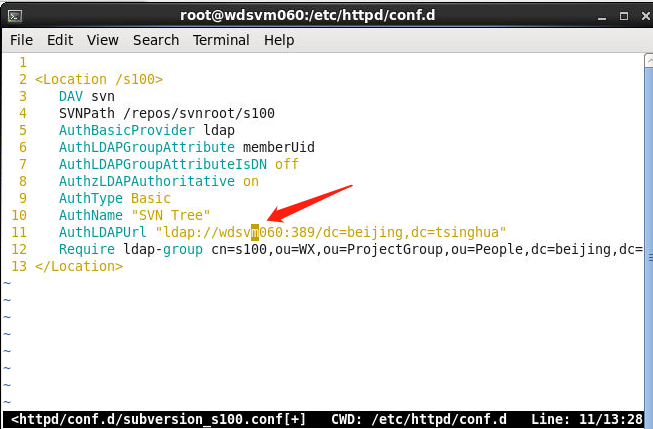 root@wdsvm060:/etc/httpd/conf.d
File Edit View Search Terminal Help
1
2 <Location /s100>
3 DAV svn
4 SVNPath /repos/svnroot/s100
5 AuthBasicProvider ldap
6 AuthLDAPGroupAttribute memberUid
7 AuthLDAPGroupAttributeIsDN off
8 AuthzLDAPAuthoritative on
9 AuthType Basic
10 AuthName "SVN Tree"
11 AuthLDAPUrl "ldap://wdsvm060:389/dc=beijing,dc=tsinghua"
12 Require ldap-group cn=s100,ou=WX,ou=ProjectGroup,ou=People,dc=beijing,dc=
13 </Location>
~
~
~
~
~
~
~
~
<httpd/conf.d/subversion_s100.conf[+] CWD: /etc/httpd/conf.d Line: 11/13:28